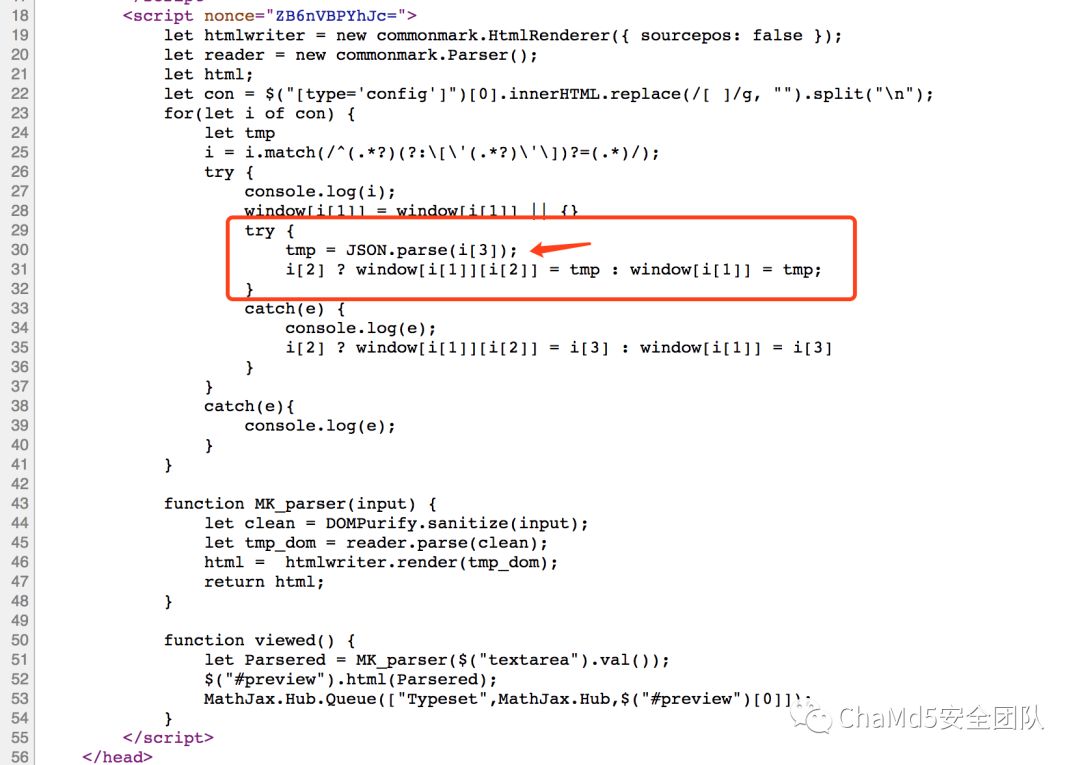 18 <script nonce="ZB6nVBPYhJc=">
19 let htmlwriter = new commonmark.HtmlRenderer({ sourcepos: false });
20 let reader = new commonmark.Parser();
21 let html;
22 let con = $("[type='config']")[0].innerHTML.replace(/[ ]/g, "").split("\n");
23 for(let i of con) {
24 let tmp
25 i = i.match(/^(.*?)(?:\[\'(.*?)\'\])?=(.*)/);
26 try {
27 console.log(i);
28 window[i[1]] = window[i[1]] || {}
29 try {
30 tmp = JSON.parse(i[3]);
31 i[2] ? window[i[1]][i[2]] = tmp : window[i[1]] = tmp;
32 }
33 catch(e) {
34 console.log(e);
35 i[2] ? window[i[1]][i[2]] = i[3] : window[i[1]] = i[3]
36 }
37 }
38 catch(e){
39 console.log(e);
40 }
41 }
42
43 function MK_parser(input) {
44 let clean = DOMPurify.sanitize(input);
45 let tmp_dom = reader.parse(clean);
46 html =  htmlwriter.render(tmp_dom);
47 return html;
48 }
49
50 function viewed() {
51 let Parsered = MK_parser($("textarea").val());
52 $("#preview").html(Parsered);
53 MathJax.Hub.Queue(["Typeset",MathJax.Hub,$("#preview")[0]]);
54 }
55 </script>
56 </head>
ChaMd5安全团队